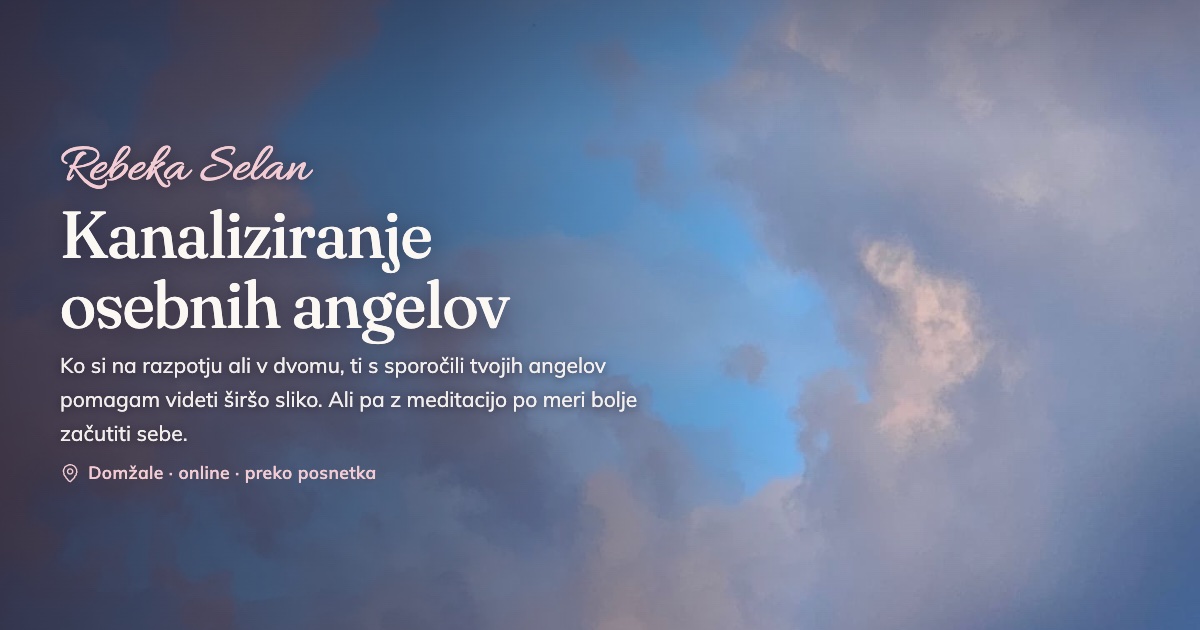 Rebeka Selan
Kanaliziranje
osebnih angelov
Ko si na razpotju ali v dvomu, ti s sporočili tvojih angelov
pomagam videti širšo sliko. Ali pa z meditacijo po meri bolje
začutiti sebe.
Domžale · online · preko posnetka